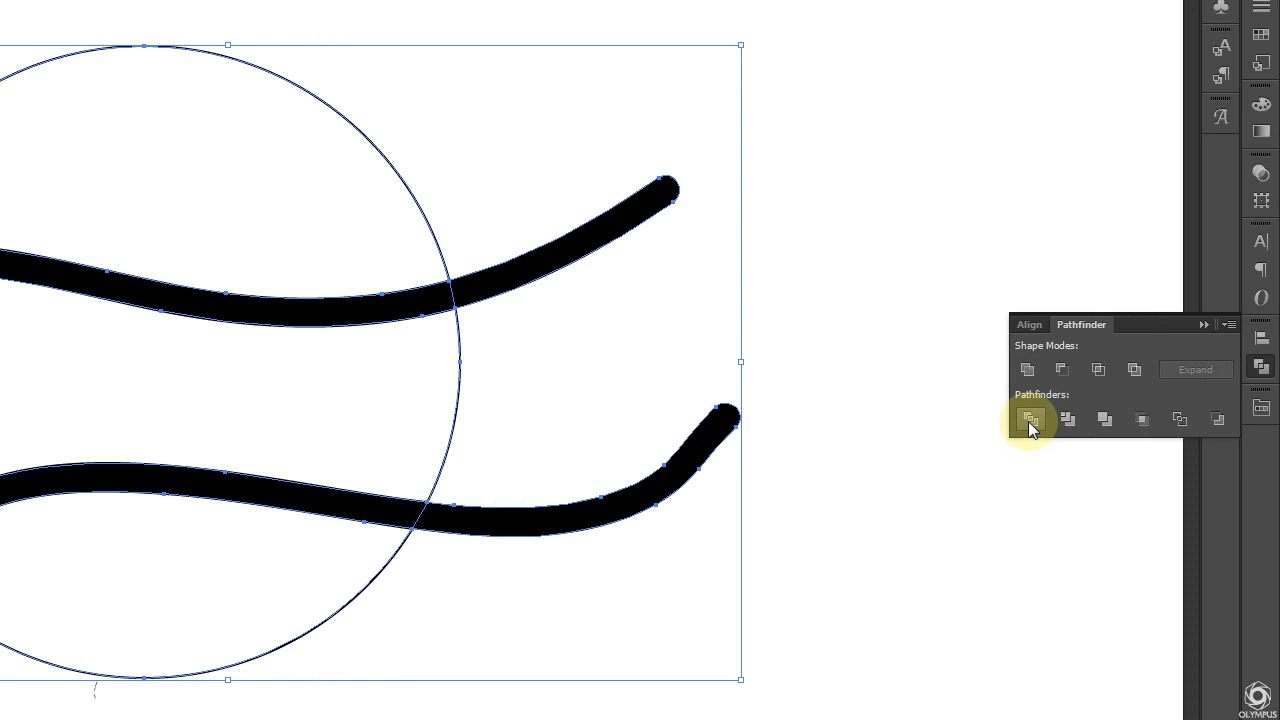 Align Pathfinder
Shape Modes:
Expand
Pathfinders:
OLYMPUS